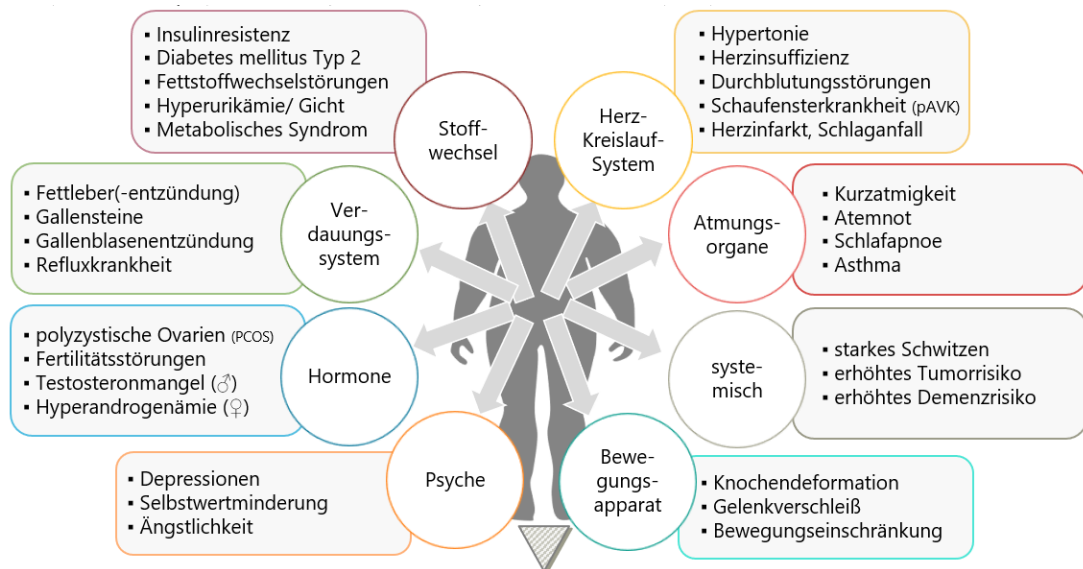 ▪ Insulinresistenz
▪ Diabetes mellitus Typ 2
▪ Fettstoffwechselstörungen
▪ Hyperurikämie/ Gicht
▪ Metabolisches Syndrom
Stoff-
wechsel
Herz-
Kreislauf-
System
▪ Hypertonie
▪ Herzinsuffizienz
▪ Durchblutungsstörungen
▪ Schaufensterkrankheit (pAVK)
▪ Herzinfarkt, Schlaganfall
▪ Fettleber(-entzündung)
▪ Gallensteine
▪ Gallenblasenentzündung
▪ Refluxkrankheit
Ver-
dauungs-
system
Atmungs-
organe
▪ Kurzatmigkeit
▪ Atemnot
▪ Schlafapnoe
▪ Asthma
▪ polyzystische Ovarien (PCOS)
▪ Fertilitätsstörungen
▪ Testosteronmangel (♂)
▪ Hyperandrogenämie (♀)
Hormone
syste-
misch
▪ starkes Schwitzen
▪ erhöhtes Tumorrisiko
▪ erhöhtes Demenzrisiko
▪ Depressionen
▪ Selbstwertminderung
▪ Ängstlichkeit
Psyche
Bewe-
gungs-
apparat
▪ Knochendeformation
▪ Gelenkverschleiß
▪ Bewegungseinschränkung